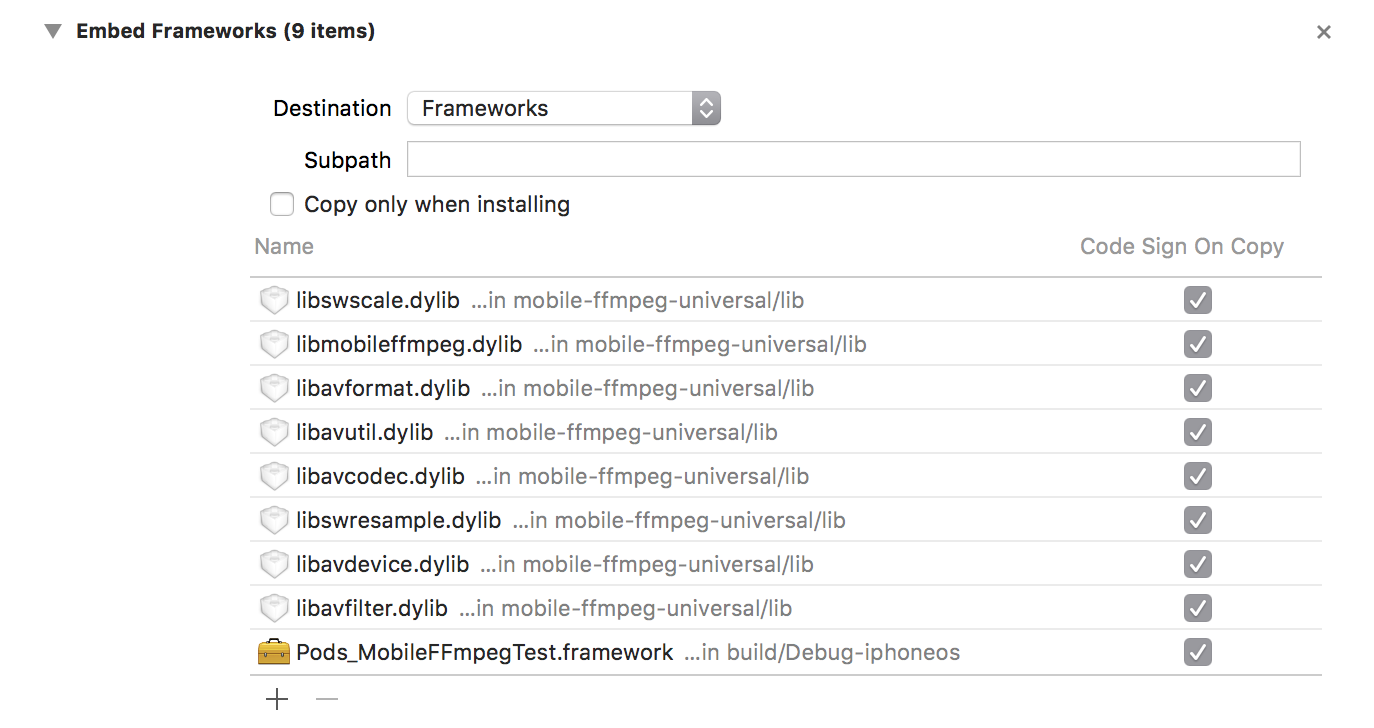 Embed Frameworks (9 items)
Destination Frameworks
Subpath
Copy only when installing
Name Code Sign On Copy
libswscale.dylib ...in mobile-ffmpeg-universal/lib
libmobileffmpeg.dylib ...in mobile-ffmpeg-universal/lib
libavformat.dylib ...in mobile-ffmpeg-universal/lib
libavutil.dylib ...in mobile-ffmpeg-universal/lib
libavcodec.dylib ...in mobile-ffmpeg-universal/lib
libswresample.dylib ...in mobile-ffmpeg-universal/lib
libavdevice.dylib ...in mobile-ffmpeg-universal/lib
libavfilter.dylib ...in mobile-ffmpeg-universal/lib
Pods_MobileFFmpegTest.framework ...in build/Debug-iphoneos